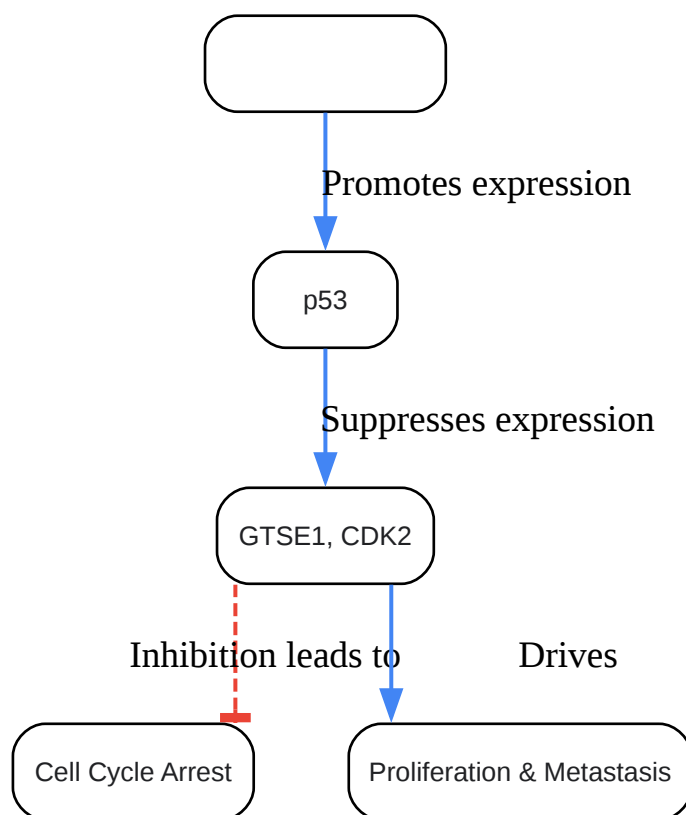 Promotes expression
p53
Suppresses expression
GTSE1, CDK2
Inhibition leads to
Drives
Cell Cycle Arrest
Proliferation & Metastasis